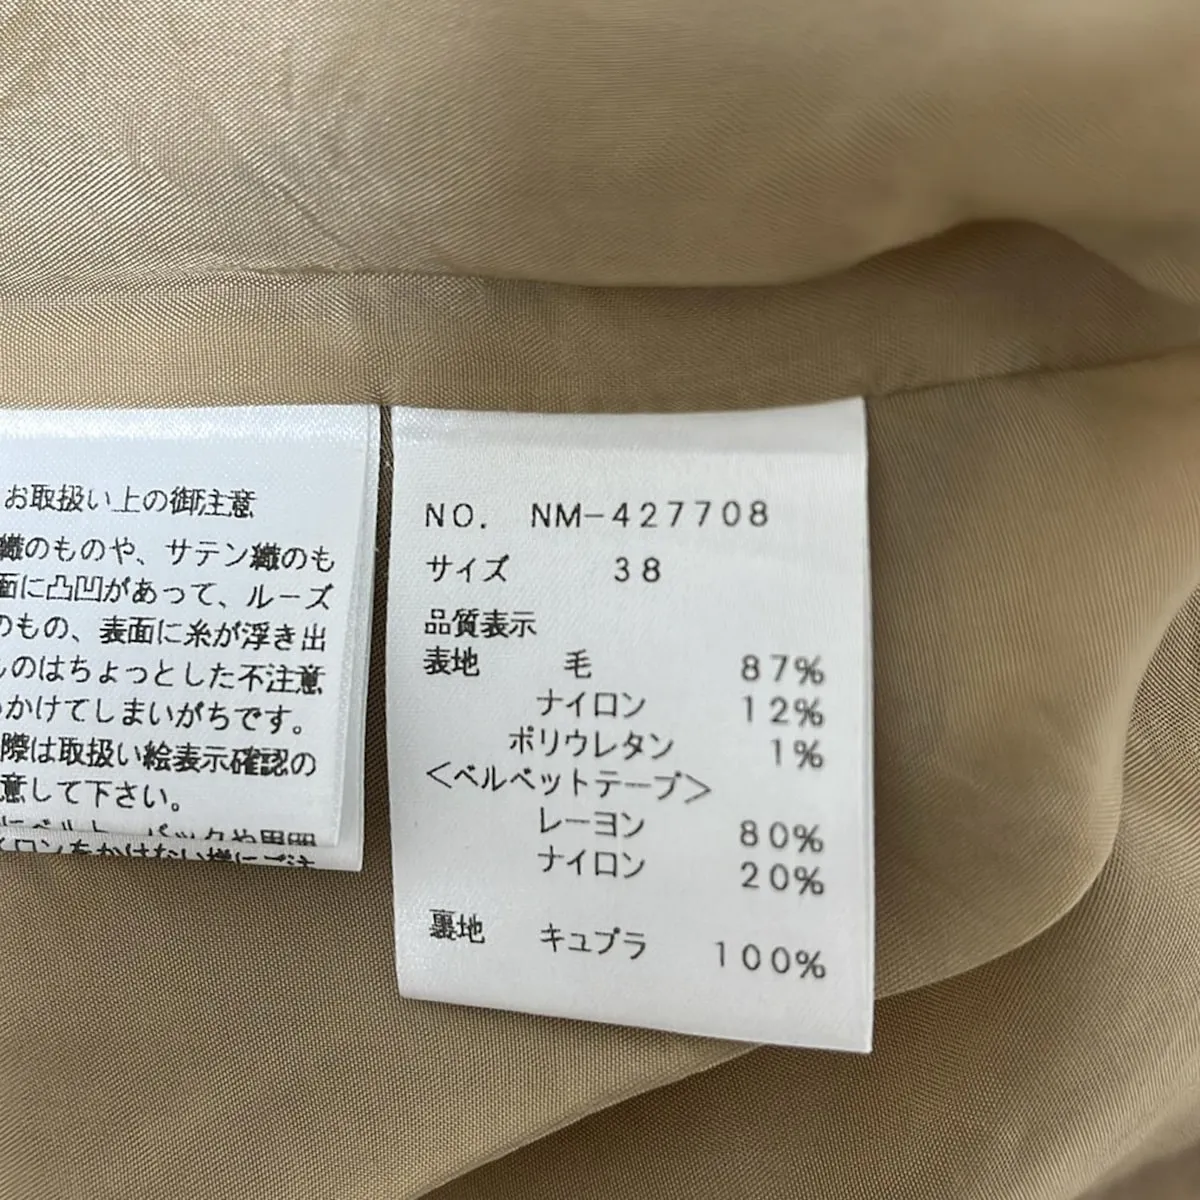 お取扱い上の御注意
織のものや、サテン織のも
面に凸凹があって、ルーズ
のもの、表面に糸が浮き出
のはちょっとした不注意
かけてしまいがちです。
際は取扱い絵表示確認の
意して下さい。
NO. NM-427708
サイズ 38
品質表示
表地 毛 87%
ナイロン 12%
ポリウレタン 1%
<ベルベットテープ>
レーヨン 80%
ナイロン 20%
裏地 キュプラ 100%